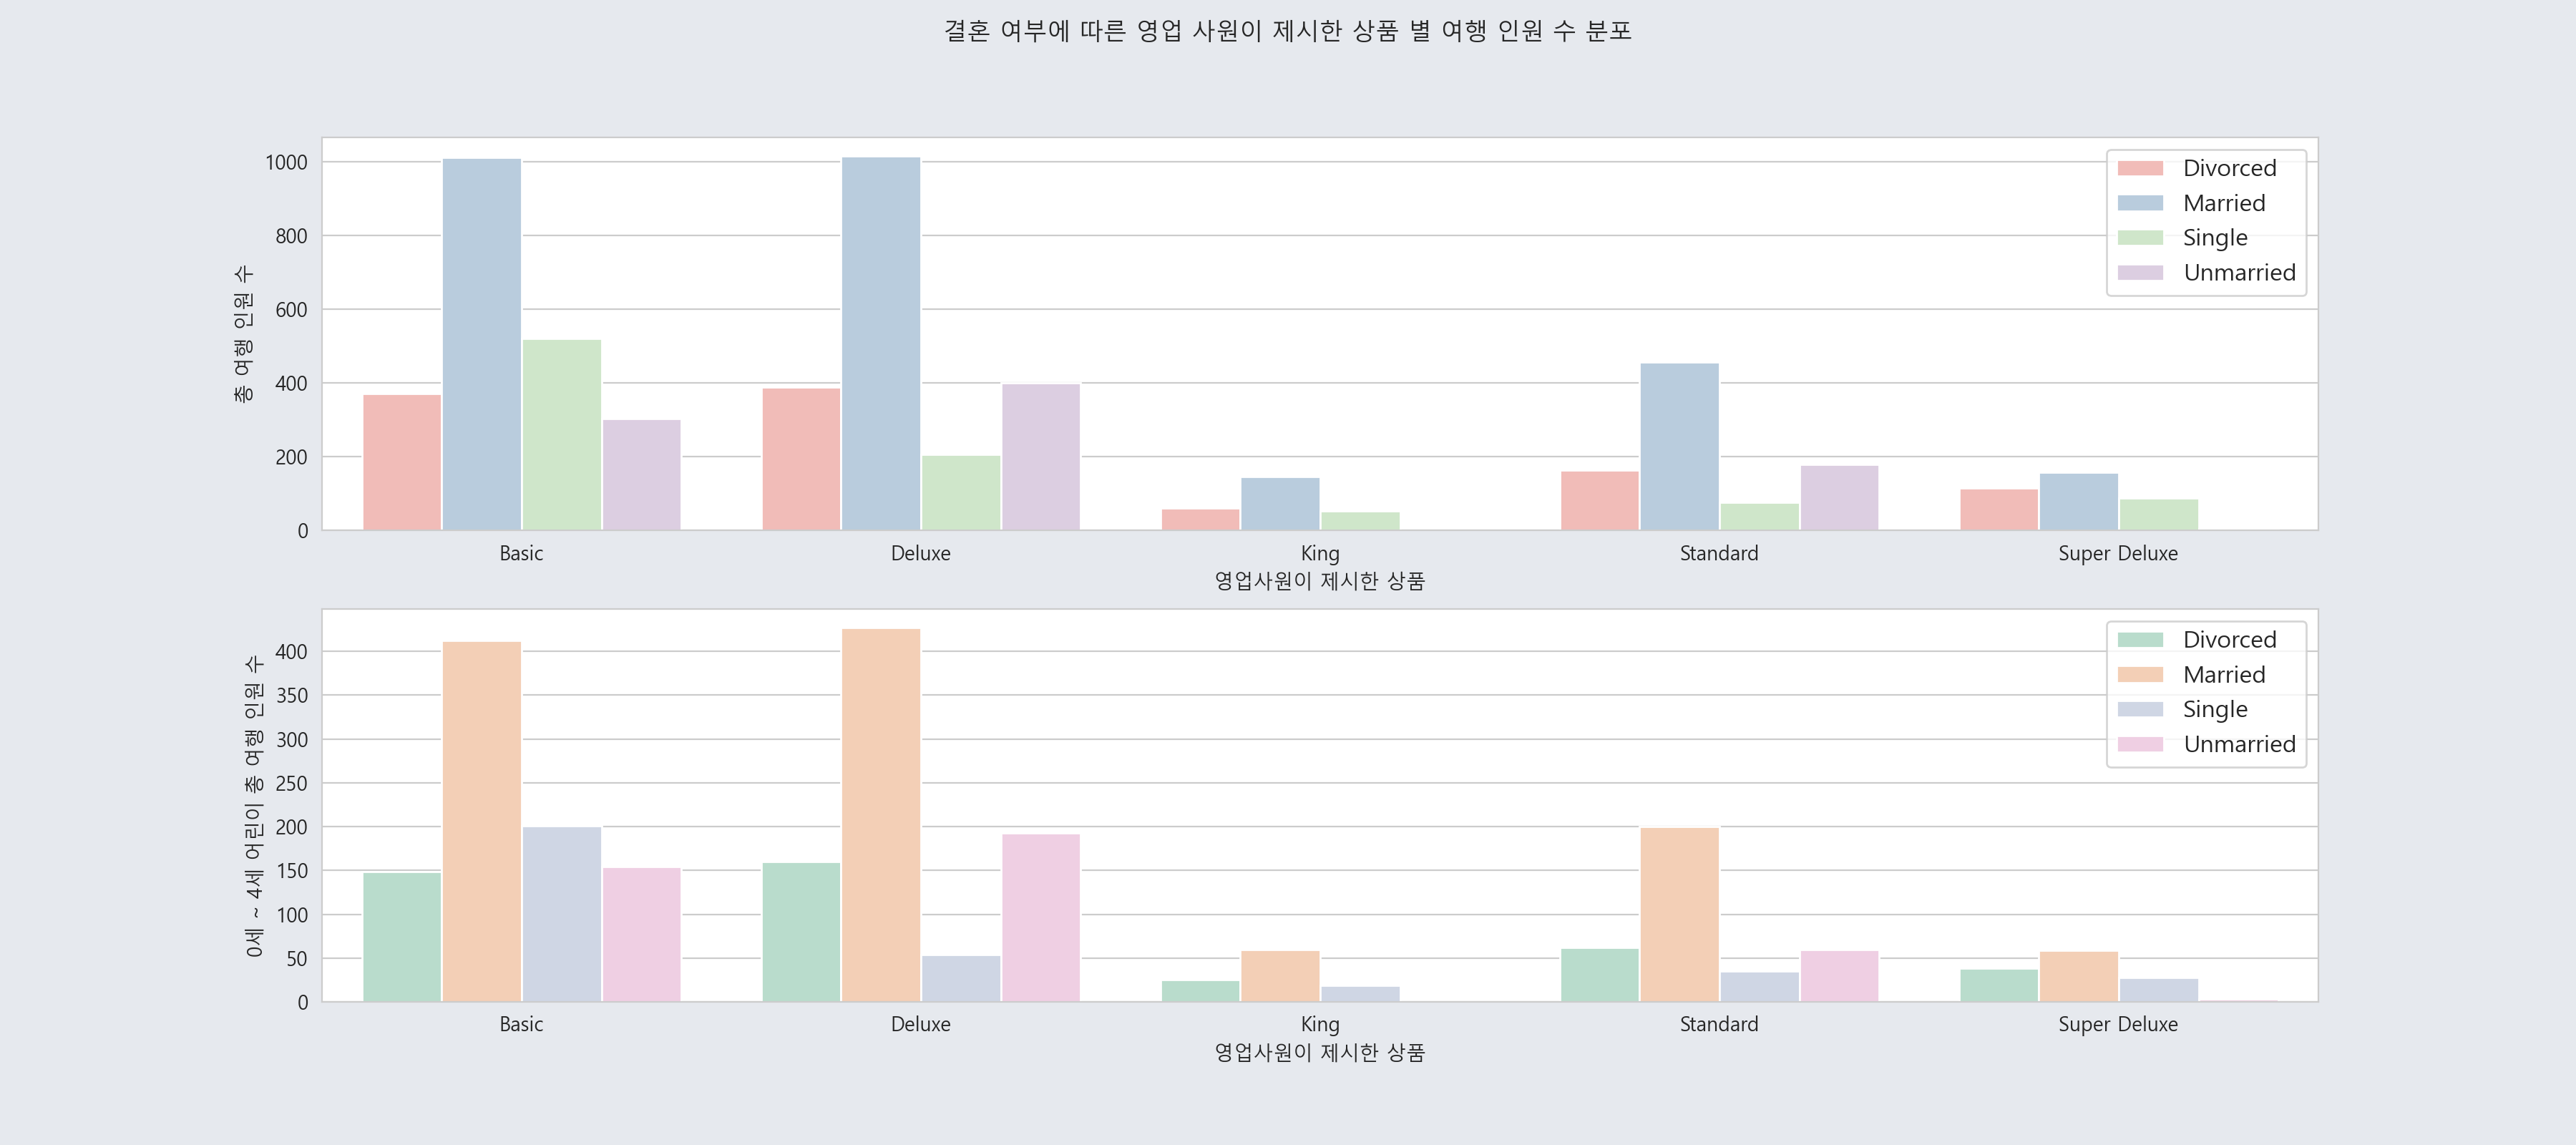 결혼 여부에 따른 영업 사원이 제시한 상품 별 여행 인원 수 분포
총 여행 인원 수
1000
800
600
400
200
0
Divorced
Married
Single
Unmarried
Basic
Deluxe
King
Standard
Super Deluxe
영업사원이 제시한 상품
0세 ~ 4세 어린이 총 여행 인원 수
400
350
300
250
200
150
100
50
0
Divorced
Married
Single
Unmarried
Basic
Deluxe
King
Standard
Super Deluxe
영업사원이 제시한 상품